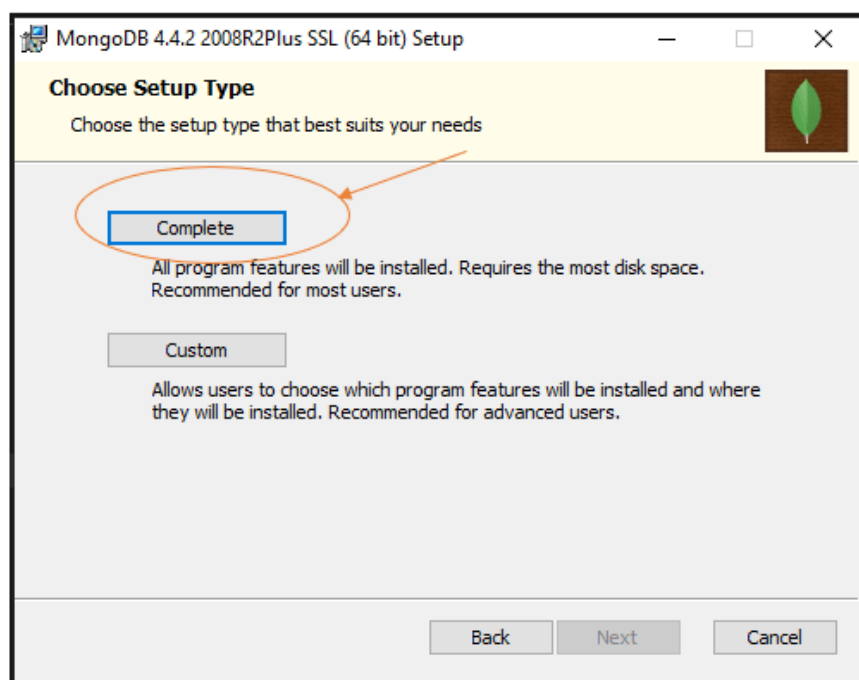 MongoDB 4.4.2 2008R2Plus SSL (64 bit) Setup
Choose Setup Type
Choose the setup type that best suits your needs
Complete
All program features will be installed. Requires the most disk space.
Recommended for most users.
Custom
Allows users to choose which program features will be installed and where
they will be installed. Recommended for advanced users.
Back Next Cancel